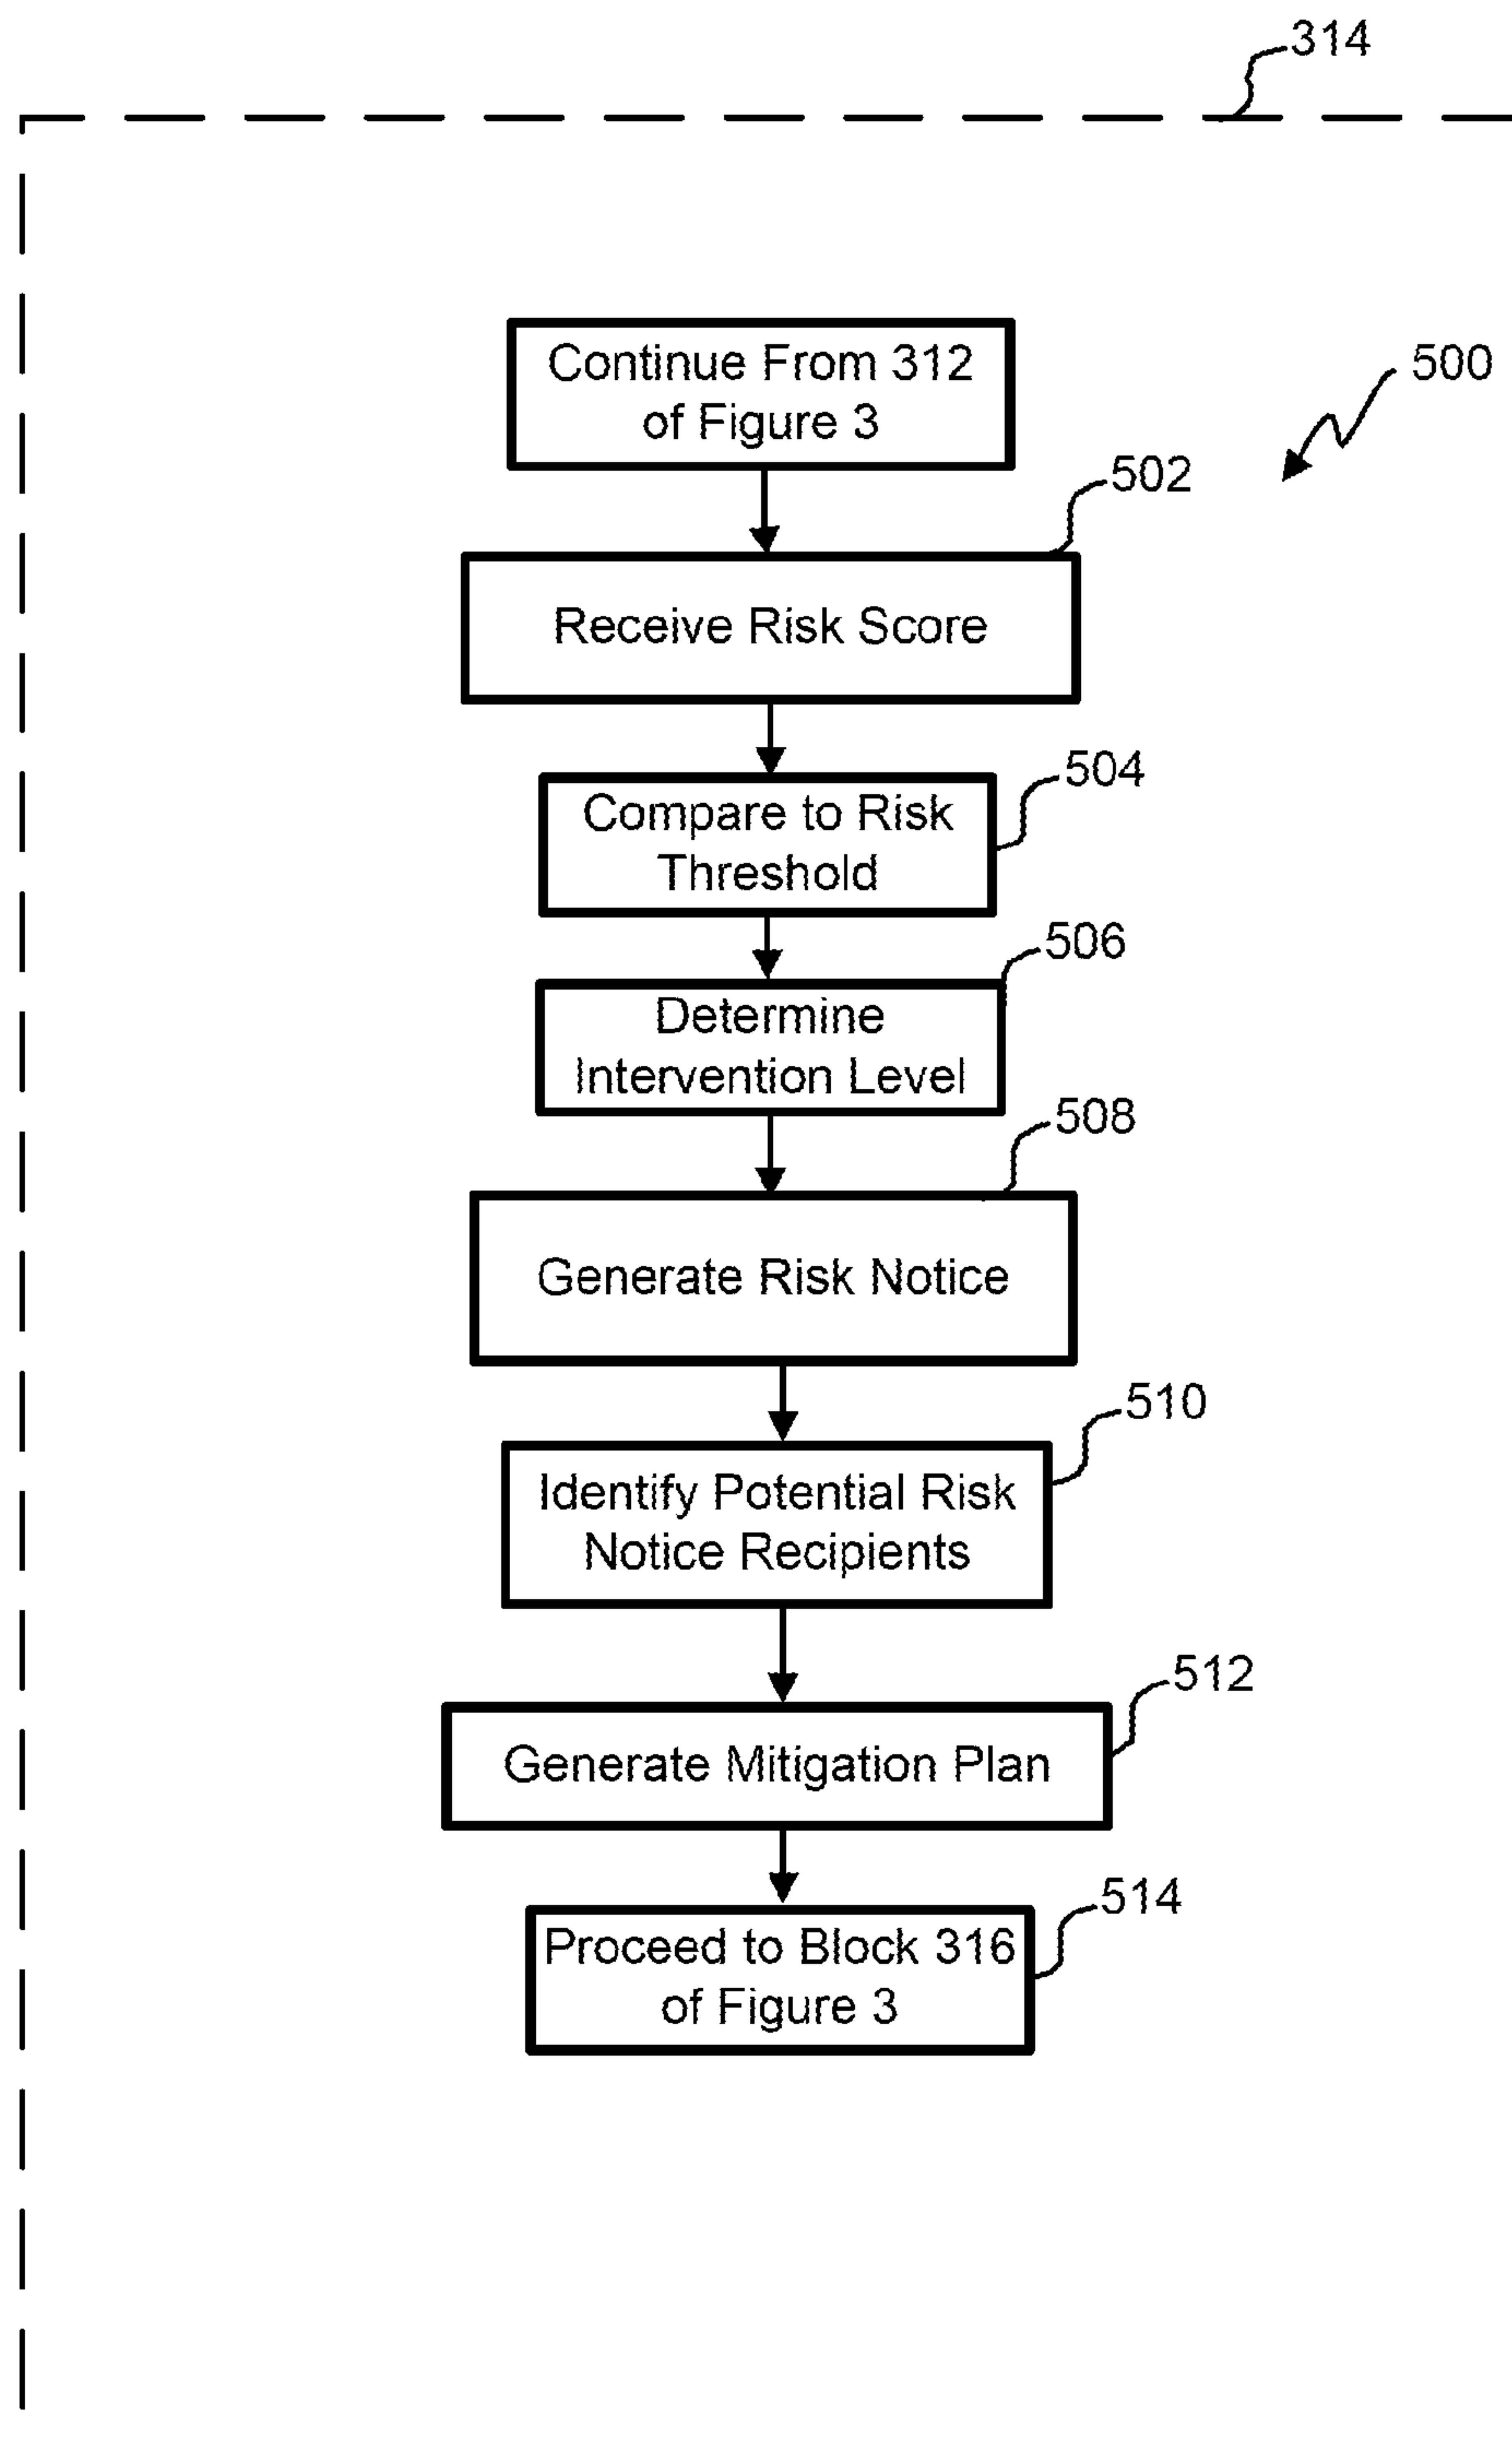 314
Continue From 312
of Figure 3
500
502
Receive Risk Score
504
Compare to Risk
Threshold
506
Determine
Intervention Level
508
Generate Risk Notice
510
Identify Potential Risk
Notice Recipients
512
Generate Mitigation Plan
514
Proceed to Block 316
of Figure 3